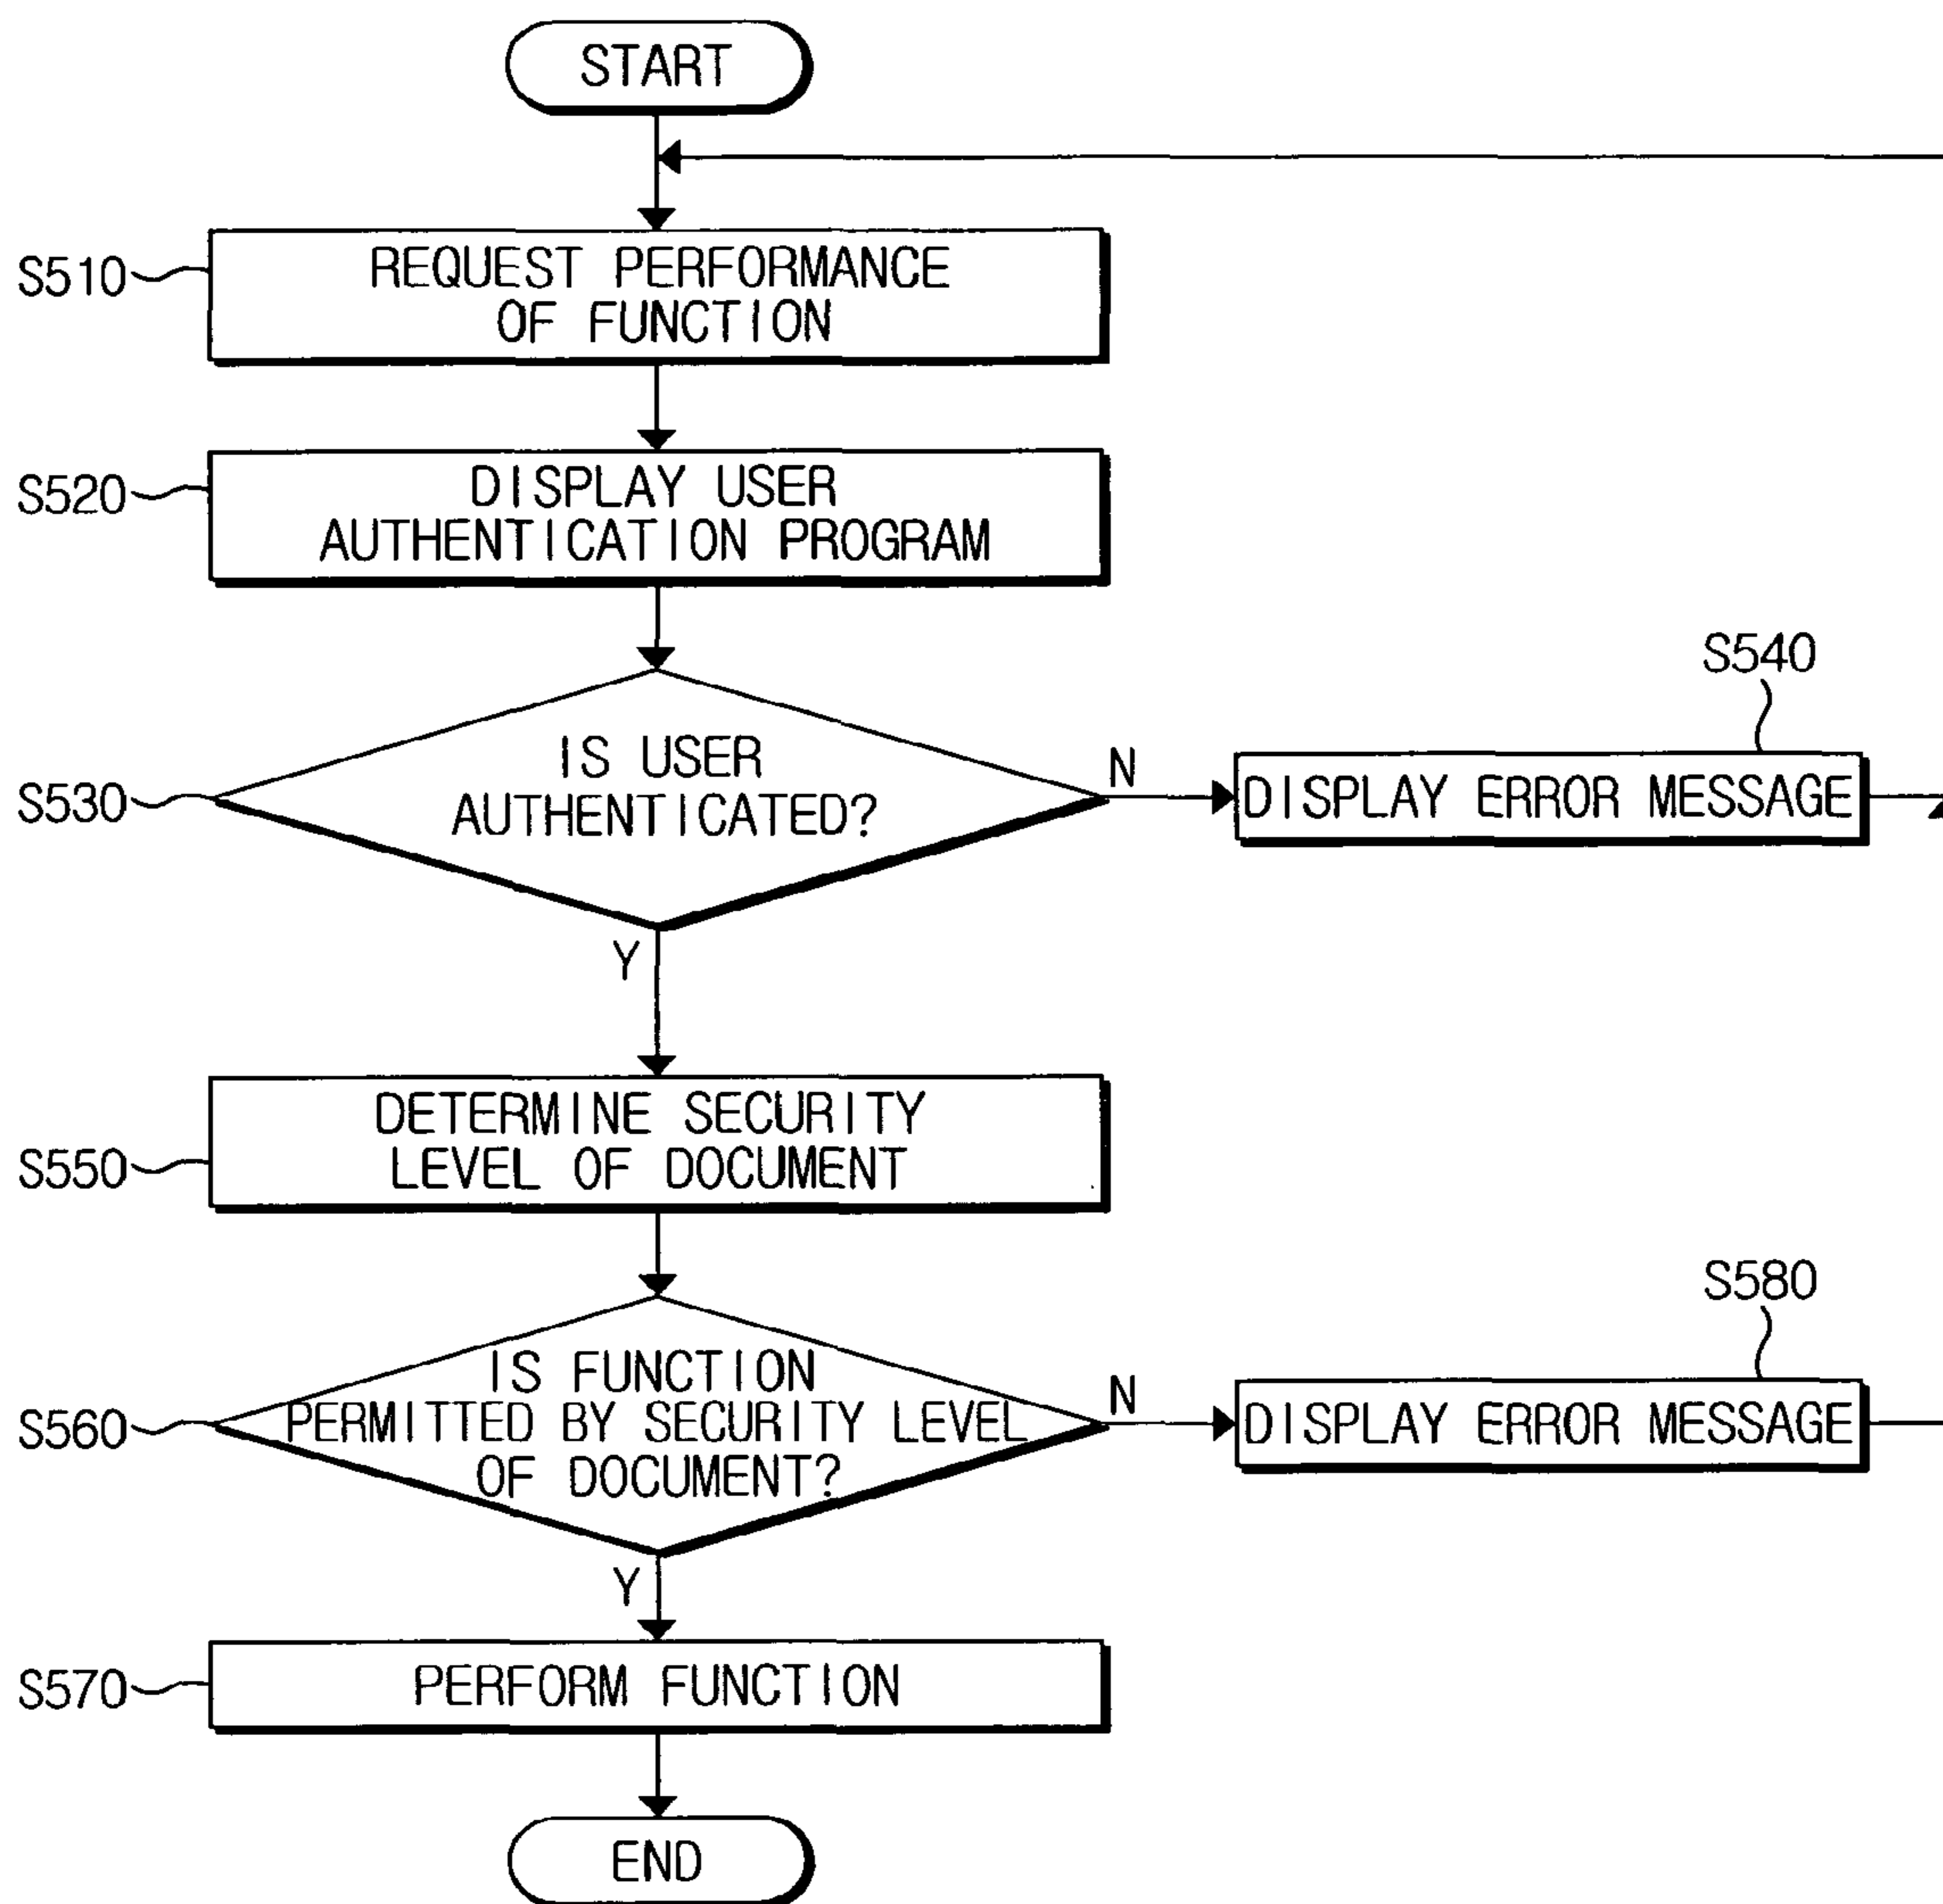 START
S510
REQUEST PERFORMANCE
OF FUNCTION
S520
DISPLAY USER
AUTHENTICATION PROGRAM
S530
IS USER
AUTHENTICATED?
N
S540
DISPLAY ERROR MESSAGE
Y
S550
DETERMINE SECURITY
LEVEL OF DOCUMENT
S560
IS FUNCTION
PERMITTED BY SECURITY LEVEL
OF DOCUMENT?
N
S580
DISPLAY ERROR MESSAGE
Y
S570
PERFORM FUNCTION
END